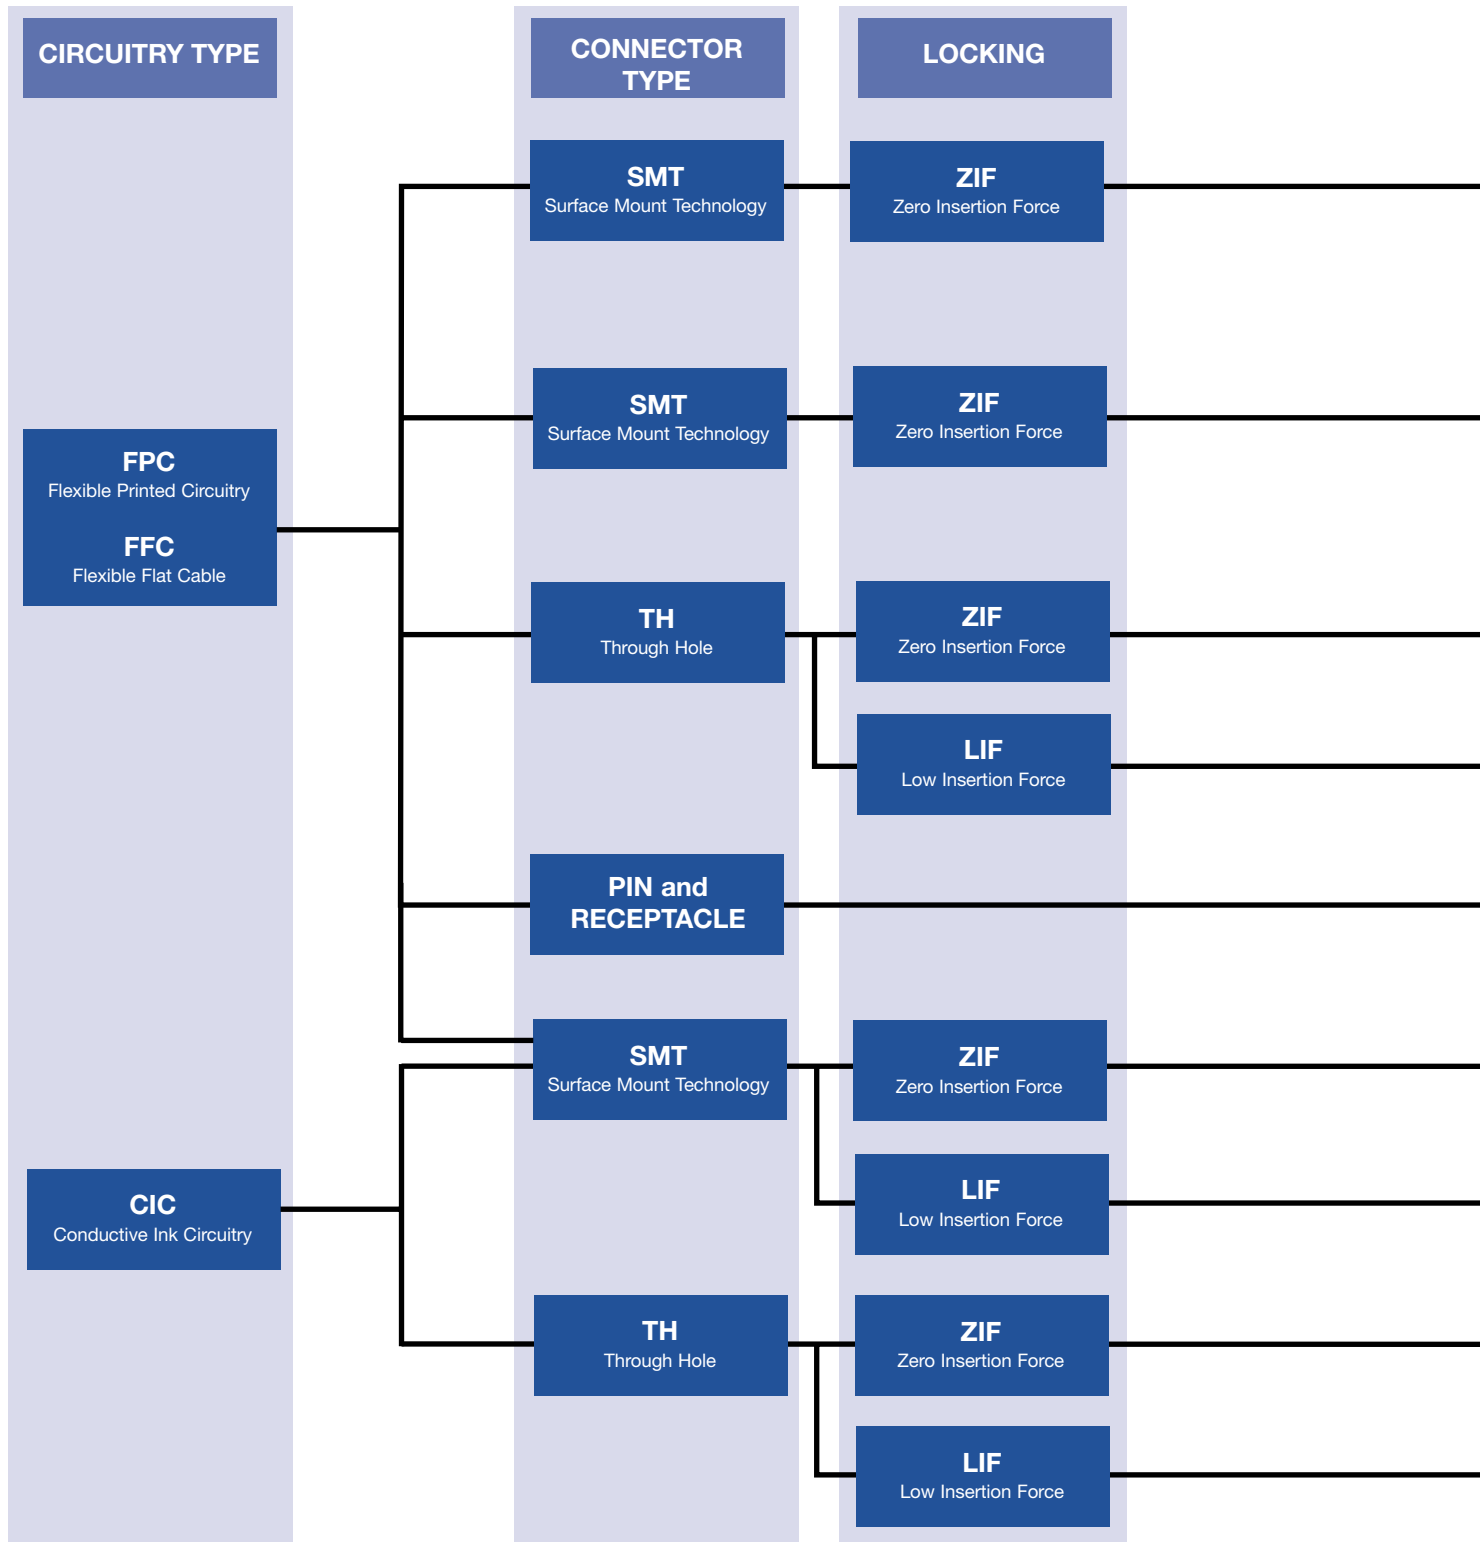 CIRCUITRY TYPE
CONNECTOR
TYPE
LOCKING
SMT
Surface Mount Technology
ZIF
Zero Insertion Force
SMT
Surface Mount Technology
ZIF
Zero Insertion Force
FPC
Flexible Printed Circuitry
FFC
Flexible Flat Cable
TH
Through Hole
ZIF
Zero Insertion Force
LIF
Low Insertion Force
PIN and
RECEPTACLE
SMT
Surface Mount Technology
ZIF
Zero Insertion Force
CIC
Conductive Ink Circuitry
LIF
Low Insertion Force
TH
Through Hole
ZIF
Zero Insertion Force
LIF
Low Insertion Force